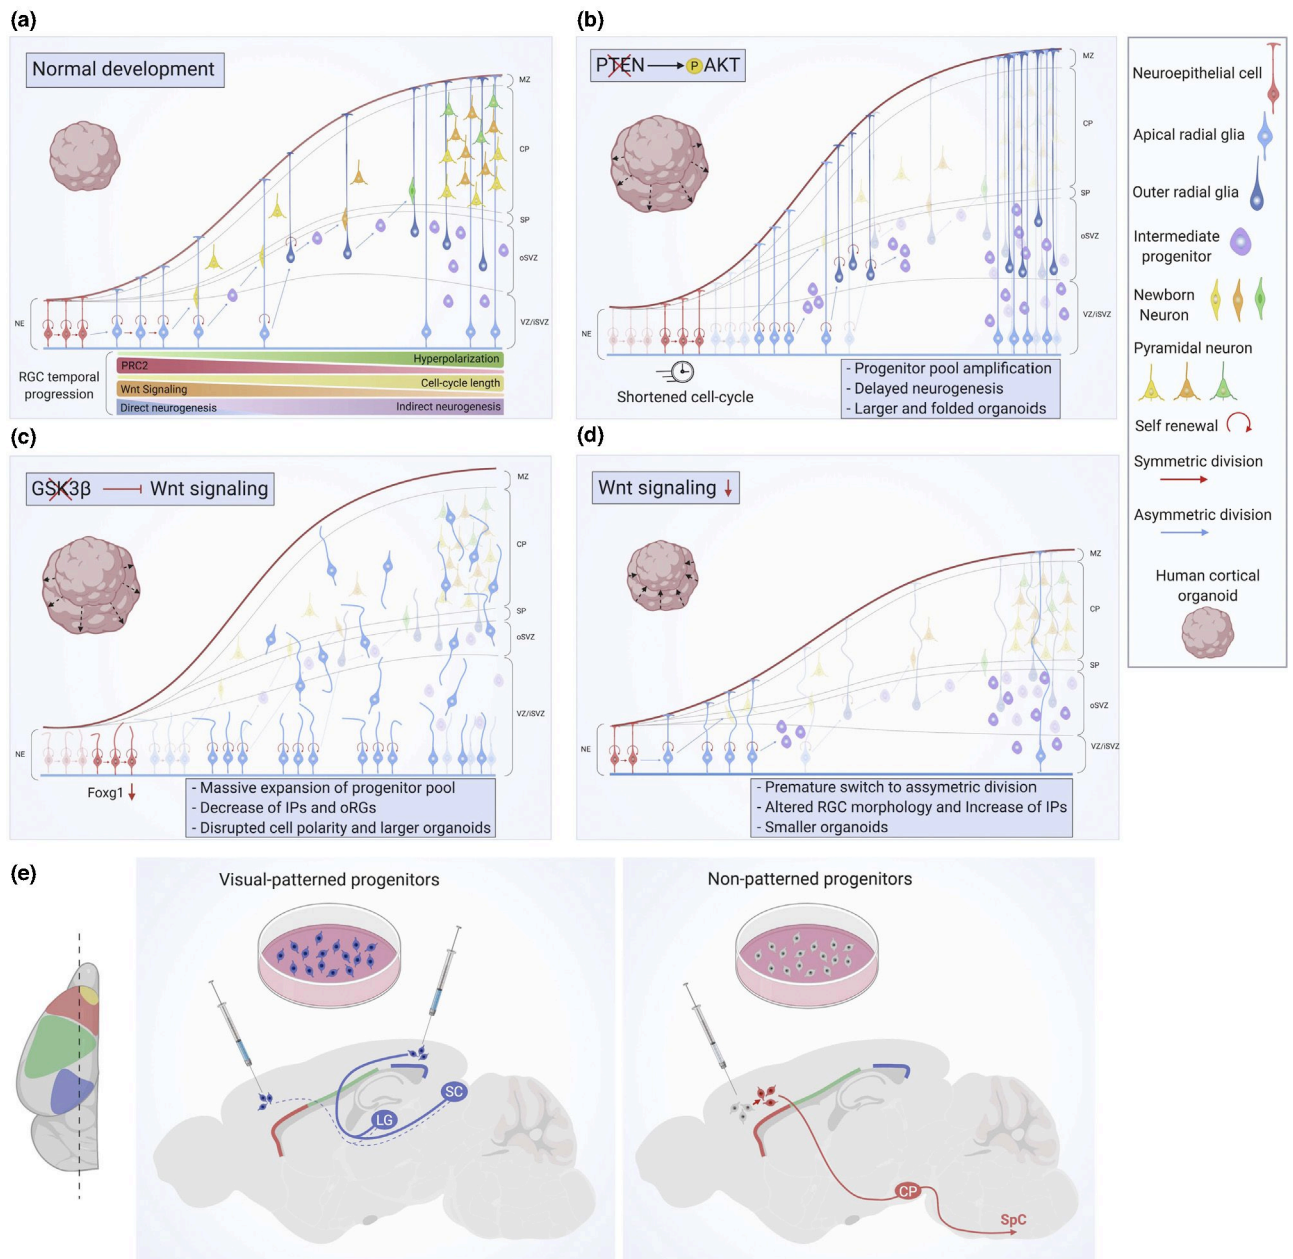 (a)
Normal development
MZ
CP
SP
oSVZ
VZ/iSVZ
NE
RGC temporal
progression
Hyperpolarization
PRC2
Cell-cycle length
Wnt Signaling
Direct neurogenesis
Indirect neurogenesis
(b)
PTEN
P AKT
MZ
CP
SP
oSVZ
VZ/iSVZ
NE
Shortened cell-cycle
- Progenitor pool amplification
- Delayed neurogenesis
- Larger and folded organoids
Neuroepithelial cell
Apical radial glia
Outer radial glia
Intermediate
progenitor
Newborn
Neuron
Pyramidal neuron
Self renewal
Symmetric division
Asymmetric division
Human cortical
organoid
(c)
GSK3β
Wnt signaling
MZ
CP
SP
oSVZ
VZ/iSVZ
NE
Foxg1
- Massive expansion of progenitor pool
- Decrease of IPs and oRGs
- Disrupted cell polarity and larger organoids
(d)
Wnt signaling
MZ
CP
SP
oSVZ
VZ/iSVZ
NE
- Premature switch to assymetric division
- Altered RGC morphology and Increase of IPs
- Smaller organoids
(e)
Visual-patterned progenitors
SC
LG
Non-patterned progenitors
CP
SpC